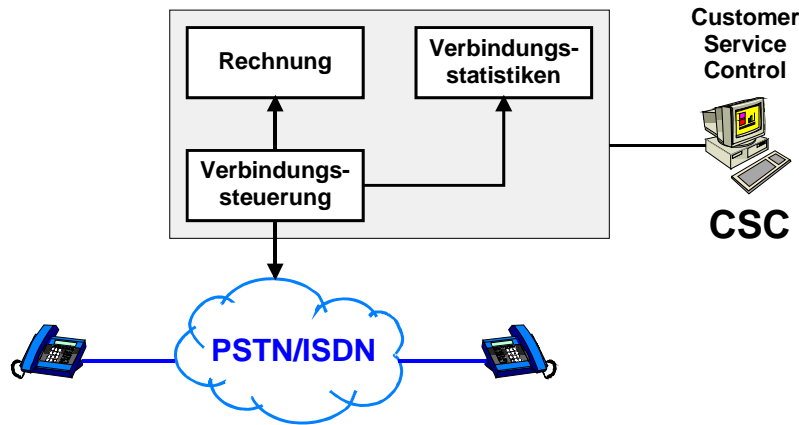 Rechnung
Verbindungs-
statistiken
Customer
Service
Control
Verbindungs-
steuerung
CSC
PSTN/ISDN